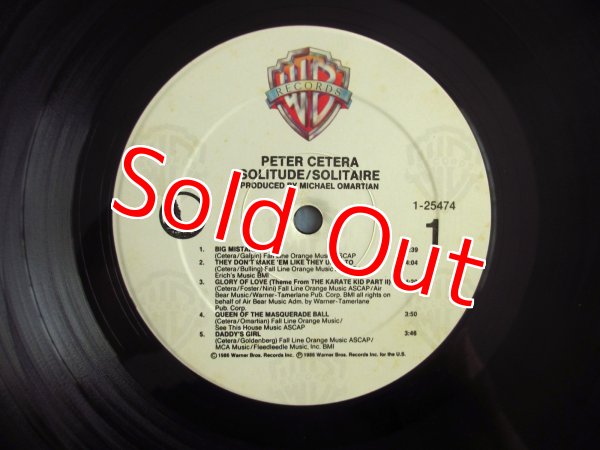 WB
RECORDS
PETER CETERA
SOLITUDE/SOLITAIRE
PRODUCED BY MICHAEL OMARTIAN
1-25474
1
Sold Out
1. BIG
(Cetera/Galpin) Fall Line Orange Music ASCAP
2. THEY DON'T MAKE 'EM LIKE THEY TO 4:04
(Cetera/Bulling) Fall Line Orange Music
Erich's Music BMI
3. GLORY OF LOVE (Theme From THE KARATE KID PART II)
(Cetera/Foster/Nini) Fall Line Orange Music ASCAP/Air
Bear Music/Warner-Tamerlane Pub. Corp. BMI all rights on
behalf of Air Bear Music Adm. by Warner-Tamerlane
Pub. Corp.
4. QUEEN OF THE MASQUERADE BALL 3:50
(Cetera/Omartian) Fall Line Orange Music/
See This House Music ASCAP
5. DADDY'S GIRL 3:46
(Cetera/Goldenberg) Fall Line Orange Music ASCAP/
MCA Music/Fleedleedle Music, Inc. BMI
©1986 Warner Bros. Records Inc. ℗1986 Warner Bros. Records Inc. for the U.S.